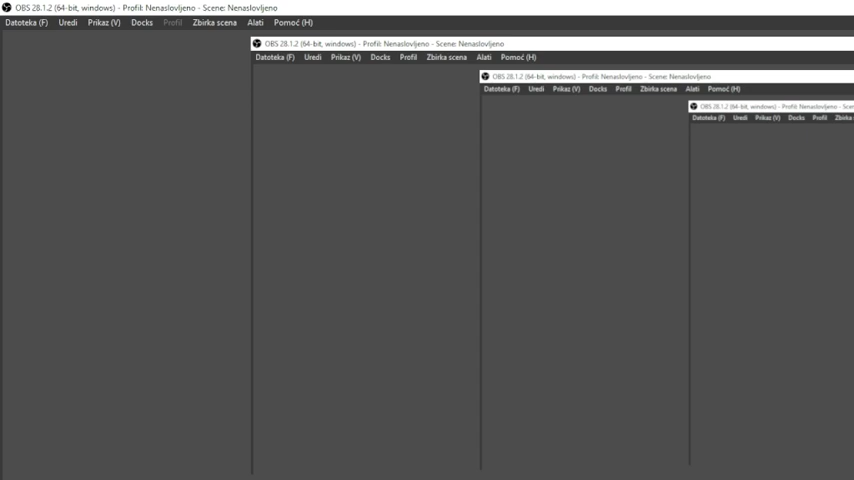 OBS 28.1.2 (64-bit, windows) - Profil: Nenaslovljeno - Scene: Nenaslovljeno
Datoteka (F) Uredi Prikaz (V) Docks Profil Zbirka scena Alati Pomoć (H)
OBS 28.1.2 (64-bit, windows) - Profil: Nenaslovljeno - Scene: Nenaslovljeno
Datoteka (F) Uredi Prikaz (V) Docks Profil Zbirka scena Alati Pomoć (H)
OBS 28.1.2 (64-bit, windows) - Profil: Nenaslovljeno - Scene: Nenaslovljeno
Datoteka (F) Uredi Prikaz (V) Docks Profil Zbirka scena Alati Pomoć (H)
OBS 28.1.2 (64-bit, windows) - Profil: Nenaslovljeno - Scen
Datoteka (F) Uredi Prikaz (V) Docks Profil Zbirka